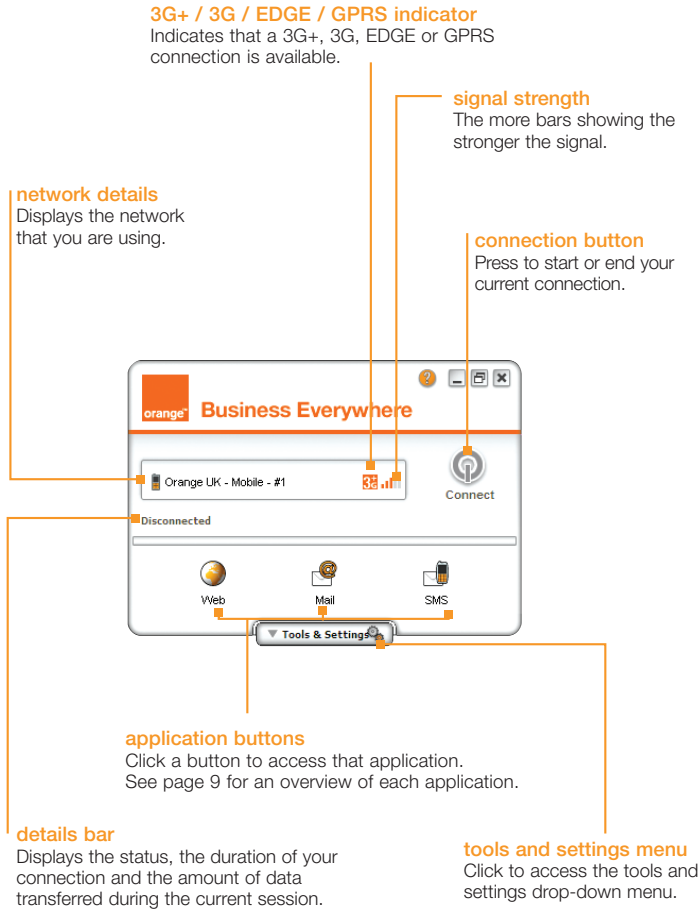 3G+ / 3G / EDGE / GPRS indicator
Indicates that a 3G+, 3G, EDGE or GPRS
connection is available.
signal strength
The more bars showing the
stronger the signal.
network details
Displays the network
that you are using.
connection button
Press to start or end your
current connection.
orange™
Business Everywhere
?
Orange UK - Mobile - #1
3G+
Connect
Disconnected
Web
Mail
SMS
Tools & Settings
application buttons
Click a button to access that application.
See page 9 for an overview of each application.
details bar
Displays the status, the duration of your
connection and the amount of data
transferred during the current session.
tools and settings menu
Click to access the tools and
settings drop-down menu.